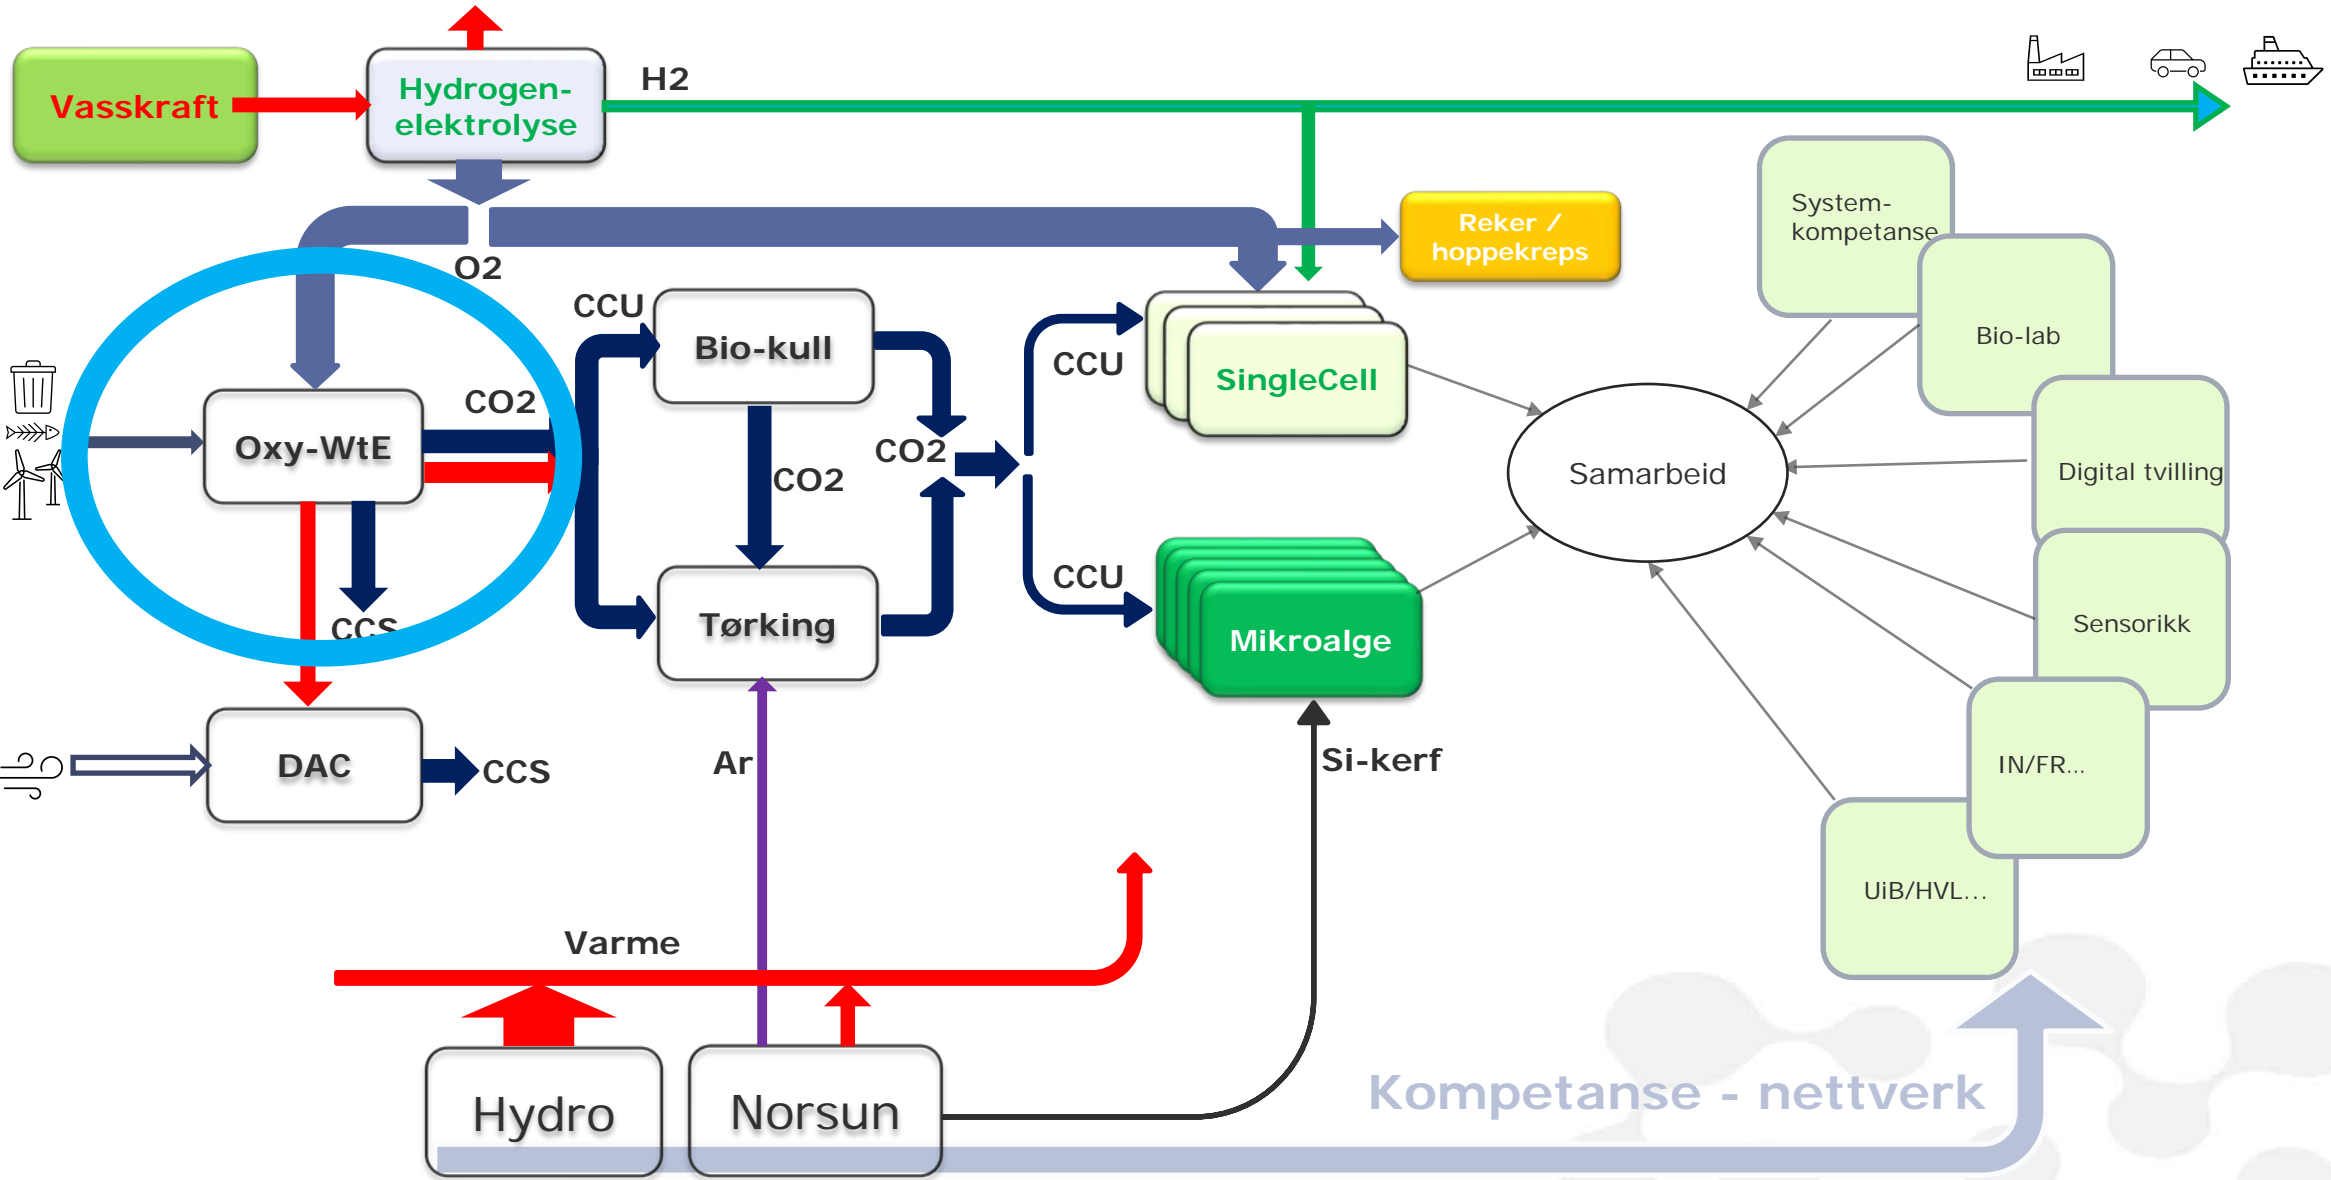 Vasskraft
Hydrogen-
elektrolyse
H2
O2
Reker /
hoppekreps
System-
kompetanse
Bio-lab
Digital tvilling
Sensorikk
IN/FR...
UiB/HVL...
CCU
Bio-kull
CCU
SingleCell
CO2
Oxy-WtE
CO2
CO2
Samarbeid
CCS
Tørking
CCU
Mikroalge
DAC
CCS
Ar
Si-kerf
Varme
Hydro
Norsun
Kompetanse - nettverk